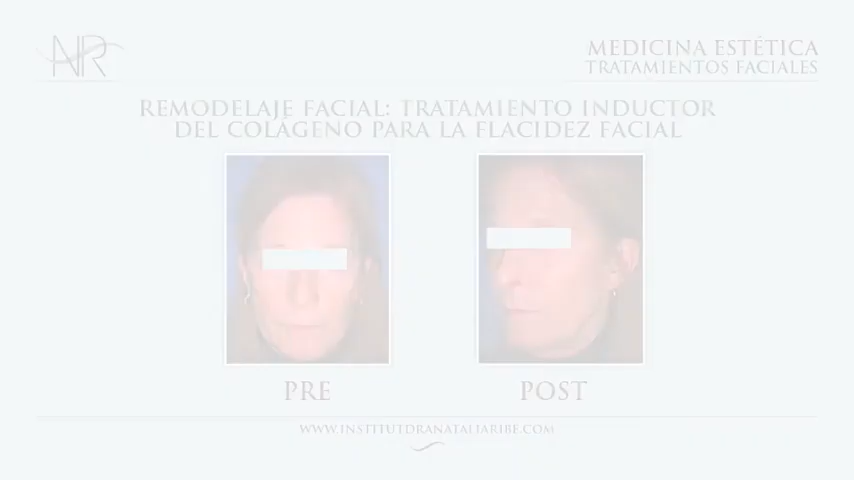 NR
MEDICINA ESTÉTICA
TRATAMIENTOS FACIALES
REMODELAJE FACIAL: TRATAMIENTO INDUCTOR
DEL COLÁGENO PARA LA FLACIDEZ FACIAL
PRE
POST
WWW.INSTITUTDRANATALIARIBE.COM